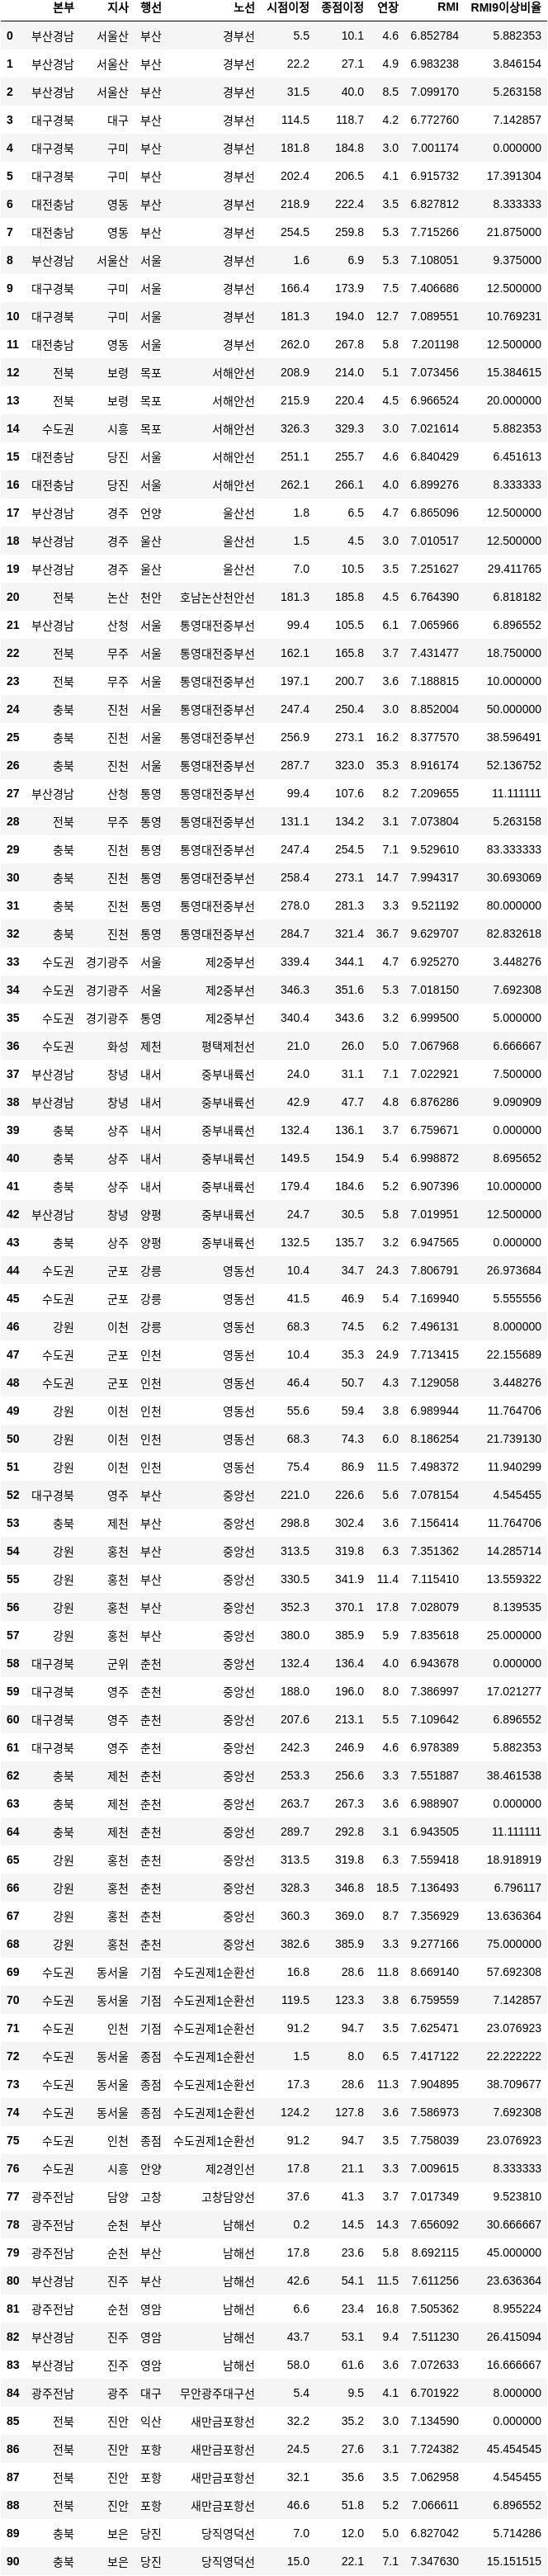 본부 지사 행선 노선 시점이정 종점이정 연장 RMI RMI9이상비율
0 부산경남 서울산 부산 경부선 5.5 10.1 4.6 6.852784 5.882353
1 부산경남 서울산 부산 경부선 22.2 27.1 4.9 6.983238 3.846154
2 부산경남 서울산 부산 경부선 31.5 40.0 8.5 7.099170 5.263158
3 대구경북 대구 부산 경부선 114.5 118.7 4.2 6.772760 7.142857
4 대구경북 구미 부산 경부선 181.8 184.8 3.0 7.001174 0.000000
5 대구경북 구미 부산 경부선 202.4 206.5 4.1 6.915732 17.391304
6 대전충남 영동 부산 경부선 218.9 222.4 3.5 6.827812 8.333333
7 대전충남 영동 부산 경부선 254.5 259.8 5.3 7.715266 21.875000
8 부산경남 서울산 서울 경부선 1.6 6.9 5.3 7.108051 9.375000
9 대구경북 구미 서울 경부선 166.4 173.9 7.5 7.406686 12.500000
10 대구경북 구미 서울 경부선 181.3 194.0 12.7 7.089551 10.769231
11 대전충남 영동 서울 경부선 262.0 267.8 5.8 7.201198 12.500000
12 전북 보령 목포 서해안선 208.9 214.0 5.1 7.073456 15.384615
13 전북 보령 목포 서해안선 215.9 220.4 4.5 6.966524 20.000000
14 수도권 시흥 목포 서해안선 326.3 329.3 3.0 7.021614 5.882353
15 대전충남 당진 서울 서해안선 251.1 255.7 4.6 6.840429 6.451613
16 대전충남 당진 서울 서해안선 262.1 266.1 4.0 6.899276 8.333333
17 부산경남 경주 언양 울산선 1.8 6.5 4.7 6.865096 12.500000
18 부산경남 경주 울산 울산선 1.5 4.5 3.0 7.010517 12.500000
19 부산경남 경주 울산 울산선 7.0 10.5 3.5 7.251627 29.411765
20 전북 논산 천안 호남논산천안선 181.3 185.8 4.5 6.764390 6.818182
21 부산경남 산청 서울 통영대전중부선 99.4 105.5 6.1 7.065966 6.896552
22 전북 무주 서울 통영대전중부선 162.1 165.8 3.7 7.431477 18.750000
23 전북 무주 서울 통영대전중부선 197.1 200.7 3.6 7.188815 10.000000
24 충북 진천 서울 통영대전중부선 247.4 250.4 3.0 8.852004 50.000000
25 충북 진천 서울 통영대전중부선 256.9 273.1 16.2 8.377570 38.596491
26 충북 진천 서울 통영대전중부선 287.7 323.0 35.3 8.916174 52.136752
27 부산경남 산청 통영 통영대전중부선 99.4 107.6 8.2 7.209655 11.111111
28 전북 무주 통영 통영대전중부선 131.1 134.2 3.1 7.073804 5.263158
29 충북 진천 통영 통영대전중부선 247.4 254.5 7.1 9.529610 83.333333
30 충북 진천 통영 통영대전중부선 258.4 273.1 14.7 7.994317 30.693069
31 충북 진천 통영 통영대전중부선 278.0 281.3 3.3 9.521192 80.000000
32 충북 진천 통영 통영대전중부선 284.7 321.4 36.7 9.629707 82.832618
33 수도권 경기광주 서울 제2중부선 339.4 344.1 4.7 6.925270 3.448276
34 수도권 경기광주 서울 제2중부선 346.3 351.6 5.3 7.018150 7.692308
35 수도권 경기광주 통영 제2중부선 340.4 343.6 3.2 6.999500 5.000000
36 수도권 화성 제천 평택제천선 21.0 26.0 5.0 7.067968 6.666667
37 부산경남 창녕 내서 중부내륙선 24.0 31.1 7.1 7.022921 7.500000
38 부산경남 창녕 내서 중부내륙선 42.9 47.7 4.8 6.876286 9.090909
39 충북 상주 내서 중부내륙선 132.4 136.1 3.7 6.759671 0.000000
40 충북 상주 내서 중부내륙선 149.5 154.9 5.4 6.998872 8.695652
41 충북 상주 내서 중부내륙선 179.4 184.6 5.2 6.907396 10.000000
42 부산경남 창녕 양평 중부내륙선 24.7 30.5 5.8 7.019951 12.500000
43 충북 상주 양평 중부내륙선 132.5 135.7 3.2 6.947565 0.000000
44 수도권 군포 강릉 영동선 10.4 34.7 24.3 7.806791 26.973684
45 수도권 군포 강릉 영동선 41.5 46.9 5.4 7.169940 5.555556
46 강원 이천 강릉 영동선 68.3 74.5 6.2 7.496131 8.000000
47 수도권 군포 인천 영동선 10.4 35.3 24.9 7.713415 22.155689
48 수도권 군포 인천 영동선 46.4 50.7 4.3 7.129058 3.448276
49 강원 이천 인천 영동선 55.6 59.4 3.8 6.989944 11.764706
50 강원 이천 인천 영동선 68.3 74.3 6.0 8.186254 21.739130
51 강원 이천 인천 영동선 75.4 86.9 11.5 7.498372 11.940299
52 대구경북 영주 부산 중앙선 221.0 226.6 5.6 7.078154 4.545455
53 충북 제천 부산 중앙선 298.8 302.4 3.6 7.156414 11.764706
54 강원 홍천 부산 중앙선 313.5 319.8 6.3 7.351362 14.285714
55 강원 홍천 부산 중앙선 330.5 341.9 11.4 7.115410 13.559322
56 강원 홍천 부산 중앙선 352.3 370.1 17.8 7.028079 8.139535
57 강원 홍천 부산 중앙선 380.0 385.9 5.9 7.835618 25.000000
58 대구경북 군위 춘천 중앙선 132.4 136.4 4.0 6.943678 0.000000
59 대구경북 영주 춘천 중앙선 188.0 196.0 8.0 7.386997 17.021277
60 대구경북 영주 춘천 중앙선 207.6 213.1 5.5 7.109642 6.896552
61 대구경북 영주 춘천 중앙선 242.3 246.9 4.6 6.978389 5.882353
62 충북 제천 춘천 중앙선 253.3 256.6 3.3 7.551887 38.461538
63 충북 제천 춘천 중앙선 263.7 267.3 3.6 6.988907 0.000000
64 충북 제천 춘천 중앙선 289.7 292.8 3.1 6.943505 11.111111
65 강원 홍천 춘천 중앙선 313.5 319.8 6.3 7.559418 18.918919
66 강원 홍천 춘천 중앙선 328.3 346.8 18.5 7.136493 6.796117
67 강원 홍천 춘천 중앙선 360.3 369.0 8.7 7.356929 13.636364
68 강원 홍천 춘천 중앙선 382.6 385.9 3.3 9.277166 75.000000
69 수도권 동서울 기점 수도권제1순환선 16.8 28.6 11.8 8.669140 57.692308
70 수도권 동서울 기점 수도권제1순환선 119.5 123.3 3.8 6.759559 7.142857
71 수도권 인천 기점 수도권제1순환선 91.2 94.7 3.5 7.625471 23.076923
72 수도권 동서울 종점 수도권제1순환선 1.5 8.0 6.5 7.417122 22.222222
73 수도권 동서울 종점 수도권제1순환선 17.3 28.6 11.3 7.904895 38.709677
74 수도권 동서울 종점 수도권제1순환선 124.2 127.8 3.6 7.586973 7.692308
75 수도권 인천 종점 수도권제1순환선 91.2 94.7 3.5 7.758039 23.076923
76 수도권 시흥 안양 제2경인선 17.8 21.1 3.3 7.009615 8.333333
77 광주전남 담양 고창 고창담양선 37.6 41.3 3.7 7.017349 9.523810
78 광주전남 순천 부산 남해선 0.2 14.5 14.3 7.656092 30.666667
79 광주전남 순천 부산 남해선 17.8 23.6 5.8 8.692115 45.000000
80 부산경남 진주 부산 남해선 42.6 54.1 11.5 7.611256 23.636364
81 광주전남 순천 영암 남해선 6.6 23.4 16.8 7.505362 8.955224
82 부산경남 진주 영암 남해선 43.7 53.1 9.4 7.511230 26.415094
83 부산경남 진주 영암 남해선 58.0 61.6 3.6 7.072633 16.666667
84 광주전남 광주 대구 무안광주대구선 5.4 9.5 4.1 6.701922 8.000000
85 전북 진안 익산 새만금포항선 32.2 35.2 3.0 7.134590 0.000000
86 전북 진안 포항 새만금포항선 24.5 27.6 3.1 7.724382 45.454545
87 전북 진안 포항 새만금포항선 32.1 35.6 3.5 7.062958 4.545455
88 전북 진안 포항 새만금포항선 46.6 51.8 5.2 7.066611 6.896552
89 충북 보은 당진 당직영덕선 7.0 12.0 5.0 6.827042 5.714286
90 충북 보은 당진 당직영덕선 15.0 22.1 7.1 7.347630 15.151515